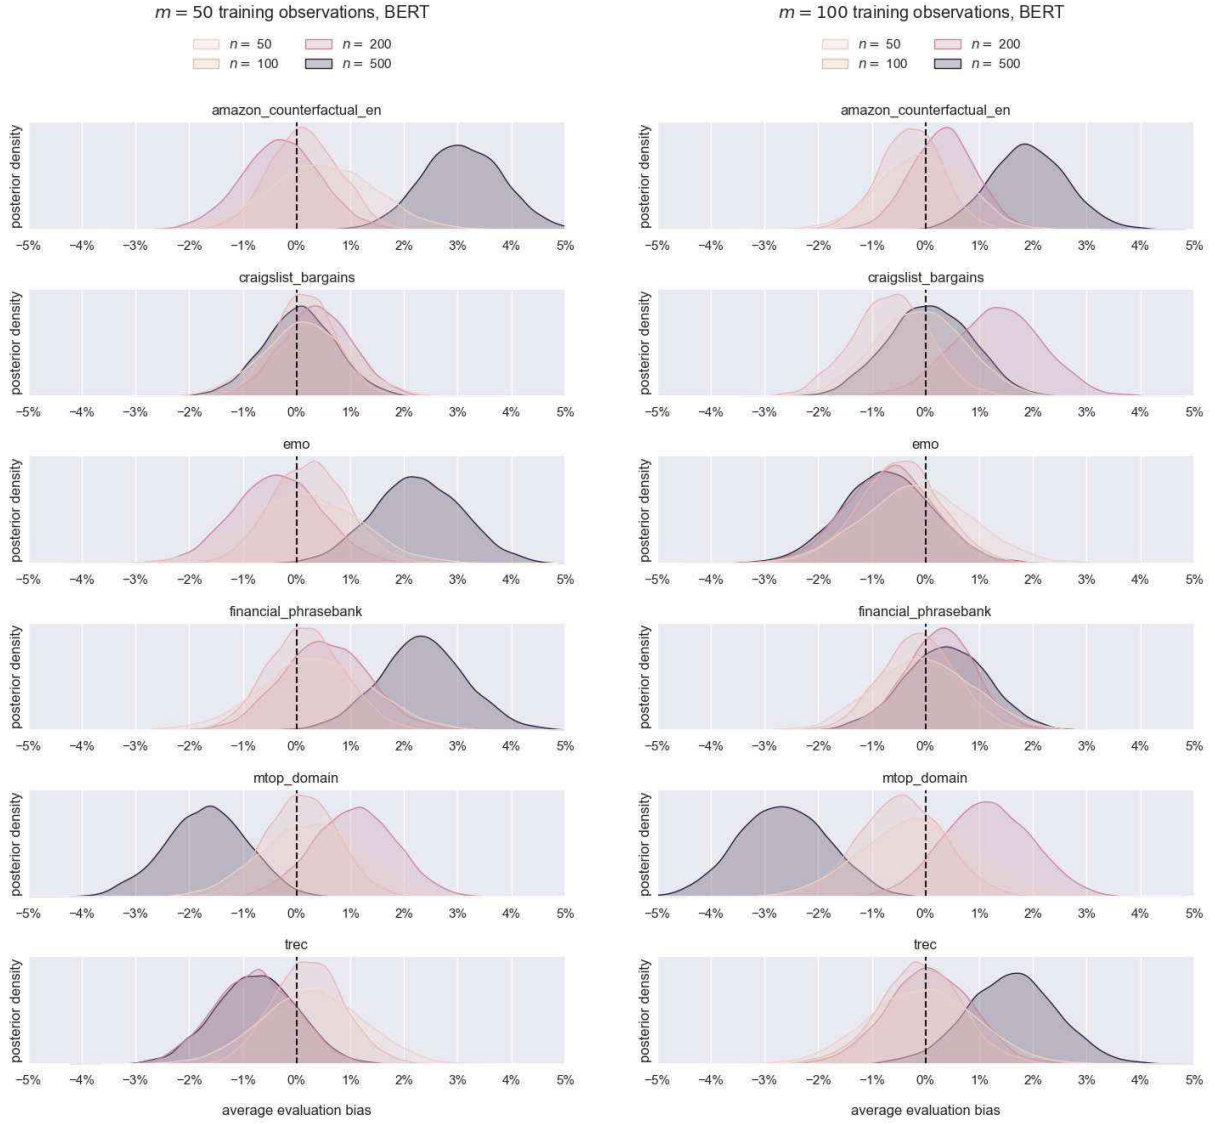 m = 50 training observations, BERT
n = 50
n = 200
n = 100
n = 500
amazon_counterfactual_en
posterior density
−5% −4% −3% −2% −1% 0% 1% 2% 3% 4% 5%
craigslist_bargains
posterior density
−5% −4% −3% −2% −1% 0% 1% 2% 3% 4% 5%
emo
posterior density
−5% −4% −3% −2% −1% 0% 1% 2% 3% 4% 5%
financial_phrasebank
posterior density
−5% −4% −3% −2% −1% 0% 1% 2% 3% 4% 5%
mtop_domain
posterior density
−5% −4% −3% −2% −1% 0% 1% 2% 3% 4% 5%
trec
posterior density
−5% −4% −3% −2% −1% 0% 1% 2% 3% 4% 5%
average evaluation bias
m = 100 training observations, BERT
n = 50
n = 200
n = 100
n = 500
amazon_counterfactual_en
posterior density
−5% −4% −3% −2% −1% 0% 1% 2% 3% 4% 5%
craigslist_bargains
posterior density
−5% −4% −3% −2% −1% 0% 1% 2% 3% 4% 5%
emo
posterior density
−5% −4% −3% −2% −1% 0% 1% 2% 3% 4% 5%
financial_phrasebank
posterior density
−5% −4% −3% −2% −1% 0% 1% 2% 3% 4% 5%
mtop_domain
posterior density
−5% −4% −3% −2% −1% 0% 1% 2% 3% 4% 5%
trec
posterior density
−5% −4% −3% −2% −1% 0% 1% 2% 3% 4% 5%
average evaluation bias